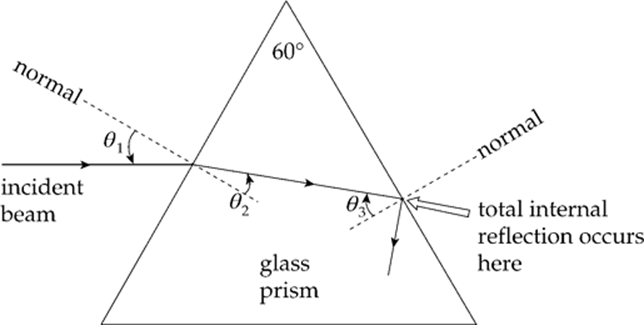 60°
normal
θ1
normal
incident
beam
θ2
θ3
total internal
reflection occurs
here
glass
prism